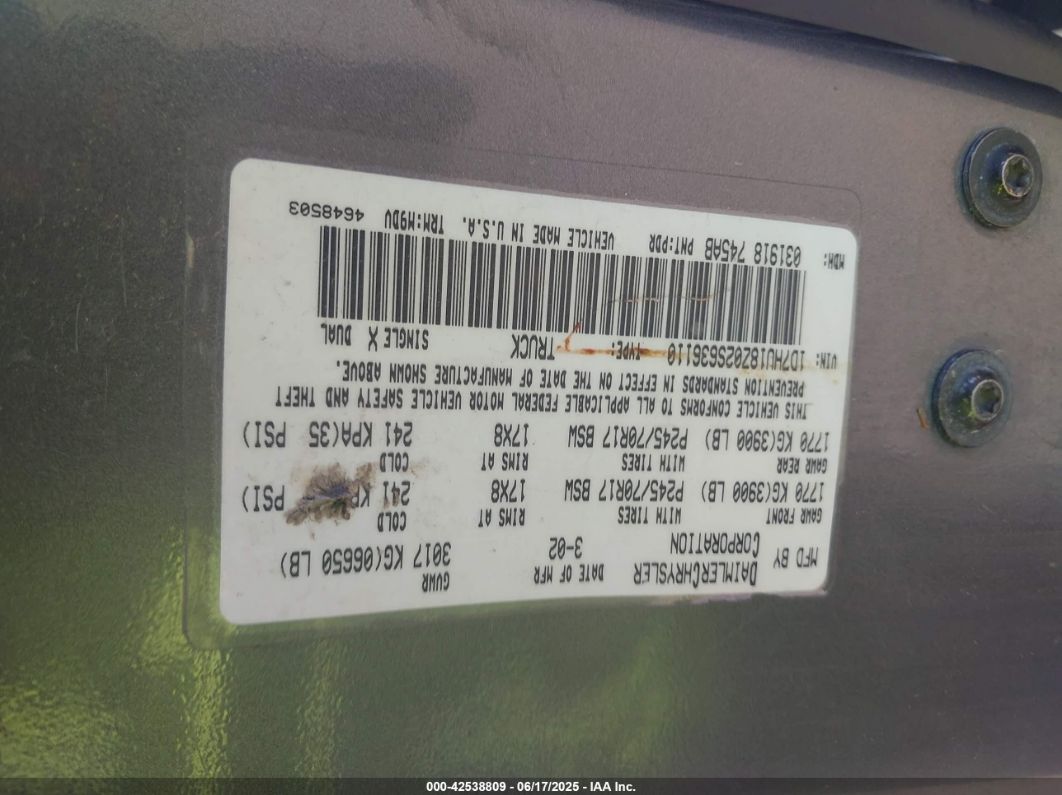 MFD BY DAIMLERCHRYSLER CORPORATION DATE OF MFR 3-02 GVWR 3017 KG(06650 LB)
GAWR FRONT WITH TIRES RIMS AT COLD
1770 KG(3900 LB) P245/70R17 BSW 17X8 241 KPA PSI)
GAWR REAR WITH TIRES RIMS AT COLD
1770 KG(3900 LB) P245/70R17 BSW 17X8 241 KPA(35 PSI)
THIS VEHICLE CONFORMS TO ALL APPLICABLE FEDERAL MOTOR VEHICLE SAFETY AND THEFT
PREVENTION STANDARDS IN EFFECT ON THE DATE OF MANUFACTURE SHOWN ABOVE.
VIN: 1D7HU18Z02S636110 TYPE: TRUCK SINGLE X DUAL
MDH: 031918 745AB PNT:PDR VEHICLE MADE IN U.S.A. TRM:M9DV 4648503
000-42538809 - 06/17/2025 - IAA Inc.